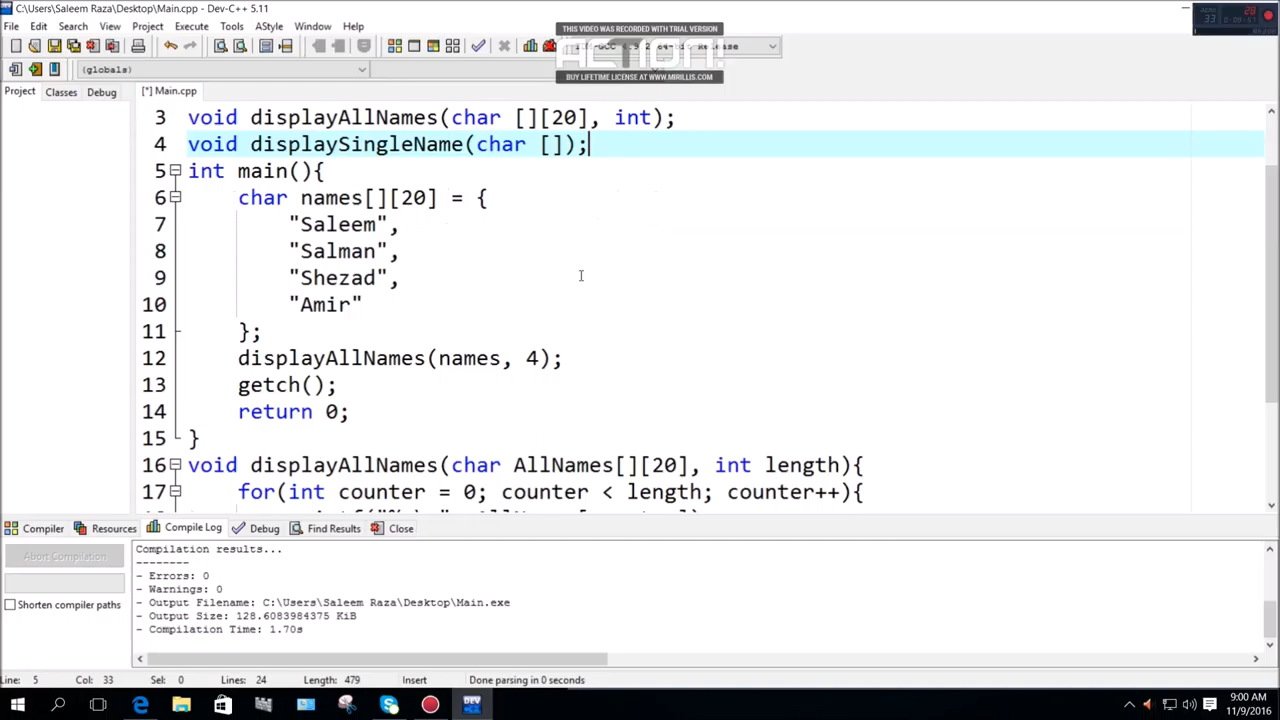 C:\Users\Saleem Raza\Desktop\Main.cpp - Dev-C++ 5.11
File Edit Search View Project Execute Tools AStyle Window Help
THIS VIDEO WAS RECORDED WITH TRIAL VERSION
ACTION!
BUY LIFETIME LICENSE AT WWW.MIRILLIS.COM
64-bit Release
(globals)
Project Classes Debug
[*] Main.cpp
3 void displayAllNames(char [][20], int);
4 void displaySingleName(char []);
5 int main(){
6 char names[][20] = {
7 "Saleem",
8 "Salman",
9 "Shezad",
10 "Amir"
11 };
12 displayAllNames(names, 4);
13 getch();
14 return 0;
15 }
16 void displayAllNames(char AllNames[][20], int length){
17 for(int counter = 0; counter < length; counter++){
Compiler Resources Compile Log Debug Find Results Close
Abort Compilation
Shorten compiler paths
Compilation results...
--------
- Errors: 0
- Warnings: 0
- Output Filename: C:\Users\Saleem Raza\Desktop\Main.exe
- Output Size: 128.6083984375 KiB
- Compilation Time: 1.70s
Line: 5 Col: 33 Sel: 0 Lines: 24 Length: 479 Insert Done parsing in 0 seconds
DEV
9:00 AM
11/9/2016